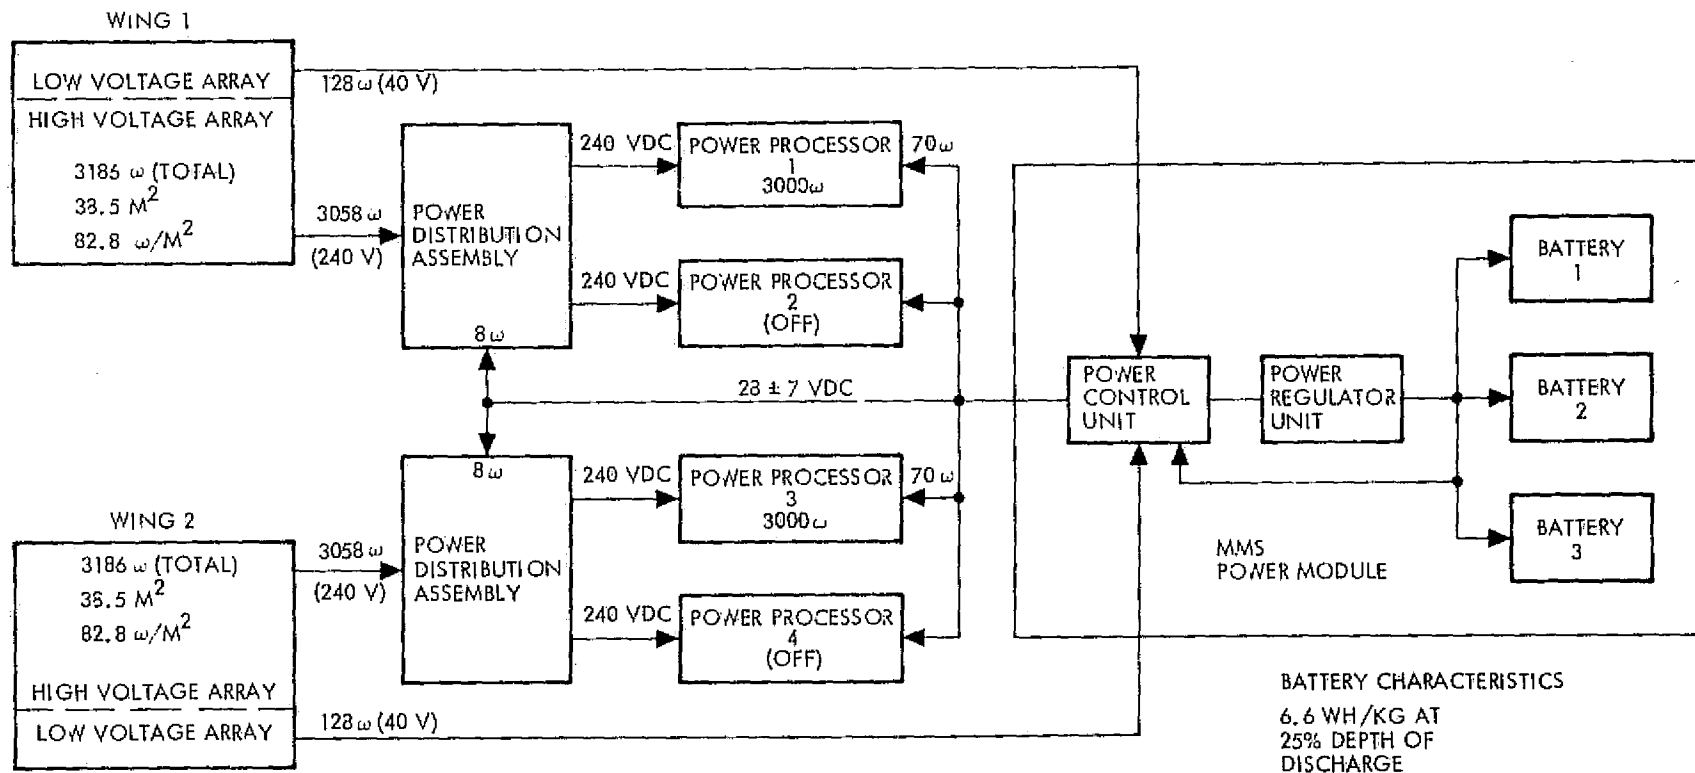 WING 1
LOW VOLTAGE ARRAY
HIGH VOLTAGE ARRAY
3186 ω (TOTAL)
38.5 M²
82.8 ω/M²
128 ω (40 V)
3058 ω
(240 V)
POWER
DISTRIBUTION
ASSEMBLY
8 ω
240 VDC
POWER PROCESSOR
1
3000ω
70 ω
240 VDC
POWER PROCESSOR
2
(OFF)
28 ± 7 VDC
POWER
CONTROL
UNIT
POWER
REGULATOR
UNIT
BATTERY
1
BATTERY
2
BATTERY
3
MMS
POWER MODULE
WING 2
3186 ω (TOTAL)
38.5 M²
82.8 ω/M²
HIGH VOLTAGE ARRAY
LOW VOLTAGE ARRAY
3058 ω
(240 V)
128 ω (40 V)
8 ω
POWER
DISTRIBUTION
ASSEMBLY
240 VDC
POWER PROCESSOR
3
3000ω
70 ω
240 VDC
POWER PROCESSOR
4
(OFF)
BATTERY CHARACTERISTICS
6.6 WH/KG AT
25% DEPTH OF
DISCHARGE